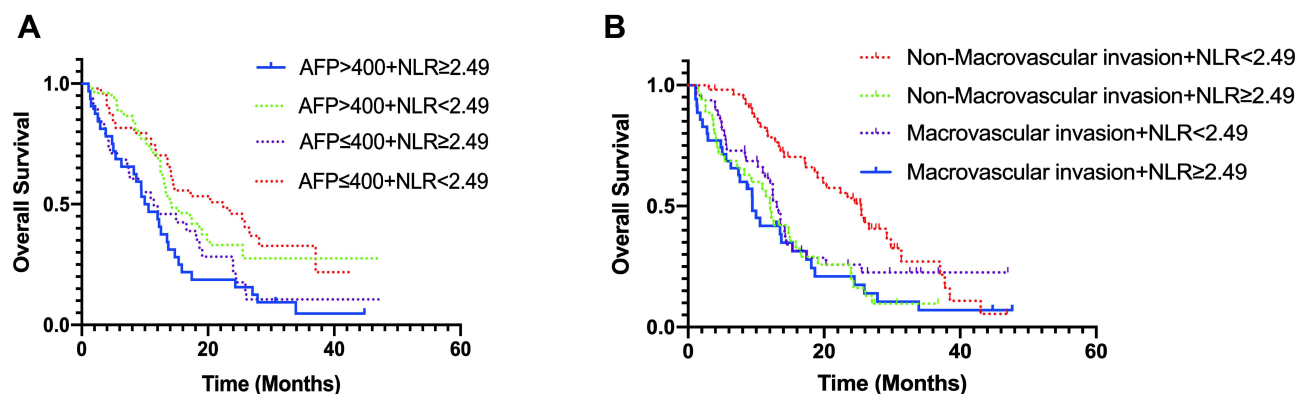 A
AFP>400+NLR≥2.49
AFP>400+NLR<2.49
AFP≤400+NLR≥2.49
AFP≤400+NLR<2.49
Overall Survival
1.0
0.5
0.0
0 20 40 60
Time (Months)
B
Non-Macrovascular invasion+NLR<2.49
Non-Macrovascular invasion+NLR≥2.49
Macrovascular invasion+NLR<2.49
Macrovascular invasion+NLR≥2.49
Overall Survival
1.0
0.5
0.0
0 20 40 60
Time (Months)